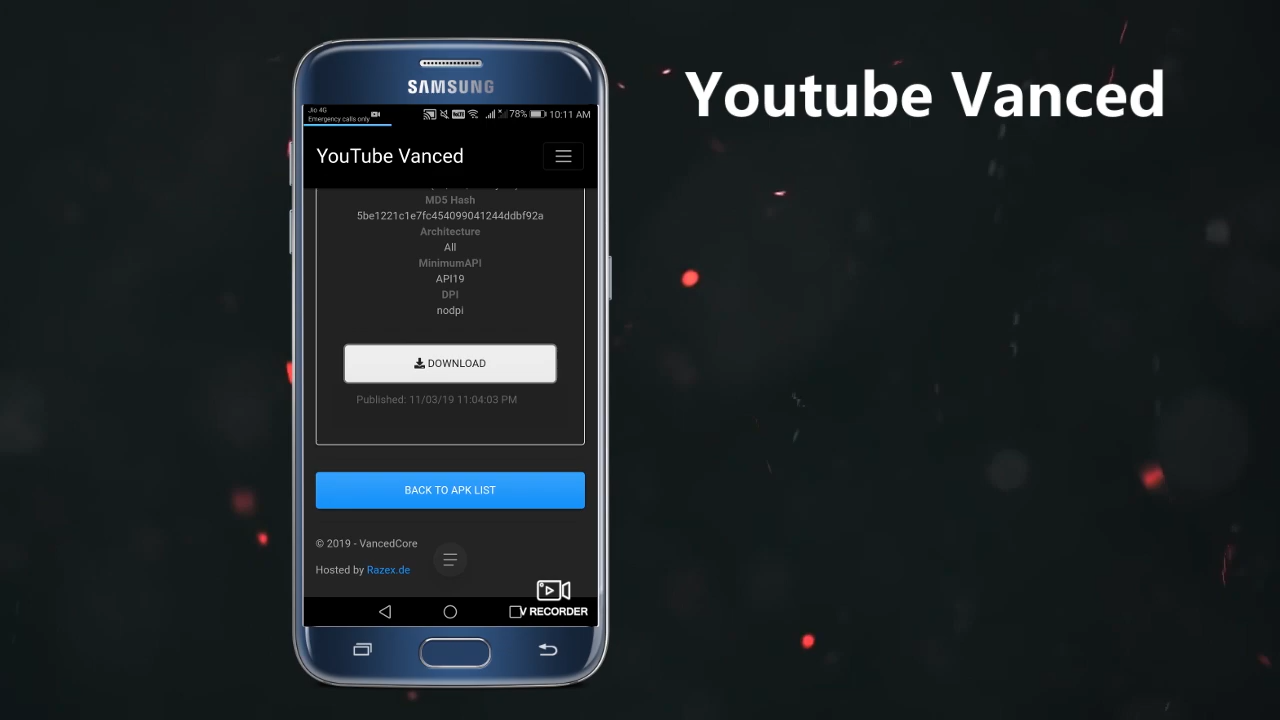 Youtube Vanced
SAMSUNG
Jio 4G
Emergency calls only
78% 10:11 AM
YouTube Vanced
MD5 Hash
5be1221c1e7fc454099041244ddbf92a
Architecture
All
MinimumAPI
API19
DPI
nodpi
DOWNLOAD
Published: 11/03/19 11:04:03 PM
BACK TO APK LIST
© 2019 - VancedCore
Hosted by Razex.de
V RECORDER